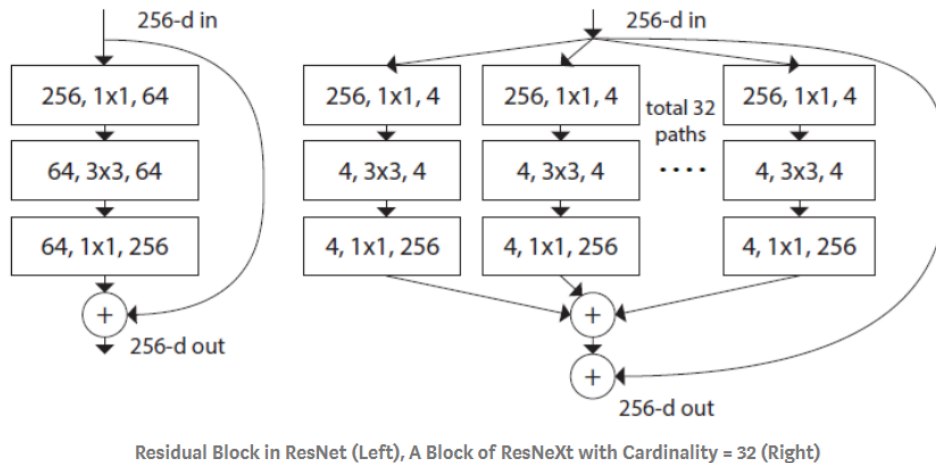 256-d in
256, 1x1, 64
64, 3x3, 64
64, 1x1, 256
+
256-d out
256-d in
256, 1x1, 4
256, 1x1, 4
total 32
paths
256, 1x1, 4
4, 3x3, 4
4, 3x3, 4
....
4, 3x3, 4
4, 1x1, 256
4, 1x1, 256
4, 1x1, 256
+
+
256-d out
Residual Block in ResNet (Left), A Block of ResNeXt with Cardinality = 32 (Right)